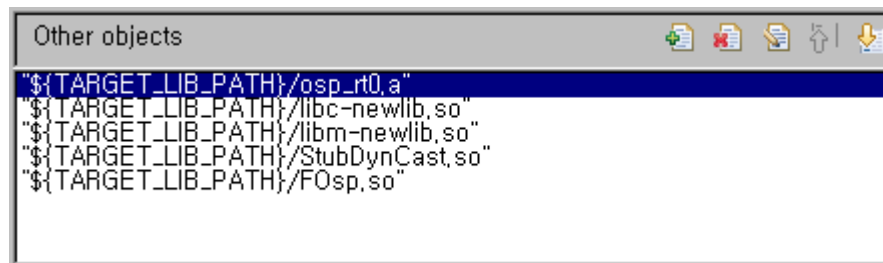 Other objects
"${TARGET_LIB_PATH}/osp_rt0.a"
"${TARGET_LIB_PATH}/libc-newlib.so"
"${TARGET_LIB_PATH}/libm-newlib.so"
"${TARGET_LIB_PATH}/StubDynCast.so"
"${TARGET_LIB_PATH}/FOsp.so"